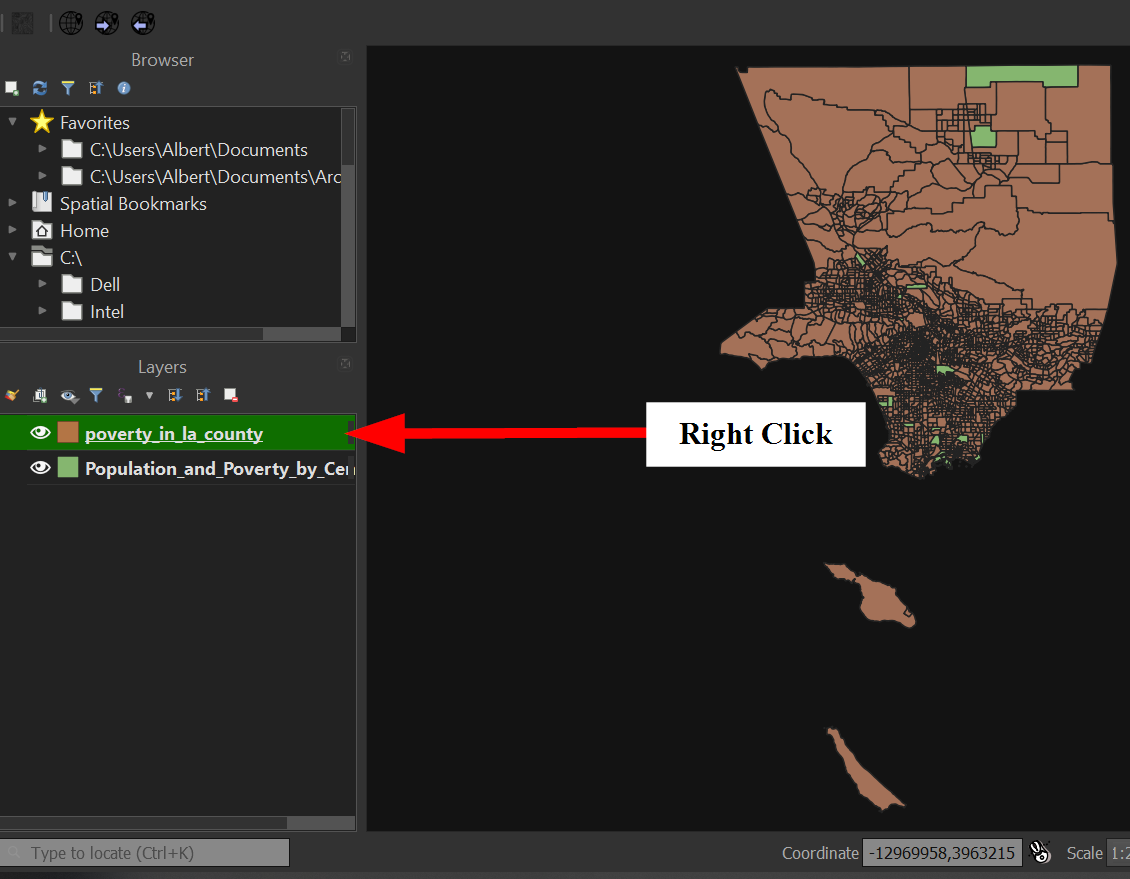 Browser
Favorites
C:\Users\Albert\Documents
C:\Users\Albert\Documents\Arc
Spatial Bookmarks
Home
C:\
Dell
Intel
Layers
poverty_in_la_county
Right Click
Population_and_Poverty_by_Cen
Type to locate (Ctrl+K)
Coordinate -12969958,3963215 Scale 1:2